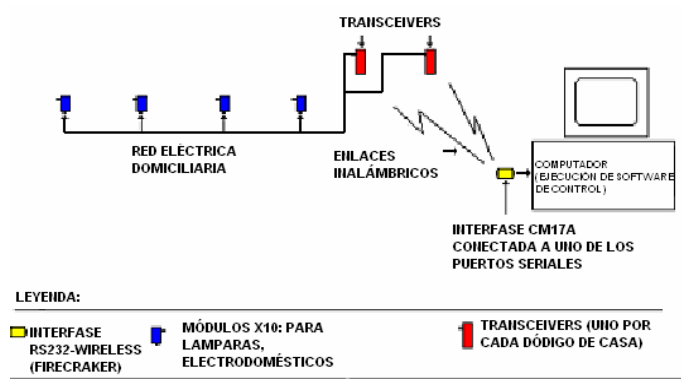 TRANSCEIVERS
RED ELÉCTRICA
DOMICILIARIA
ENLACES
INALÁMBRICOS
COMPUTADOR
(EJECUCIÓN DE SOFTWARE
DE CONTROL)
INTERFASE CM17A
CONECTADA A UNO DE LOS
PUERTOS SERIALES
LEYENDA:
INTERFASE
RS232-WIRELESS
(FIRECRAKER)
MÓDULOS X10: PARA
LAMPARAS,
ELECTRODOMÉSTICOS
TRANSCEIVERS (UNO POR
CADA DÓDIGO DE CASA)